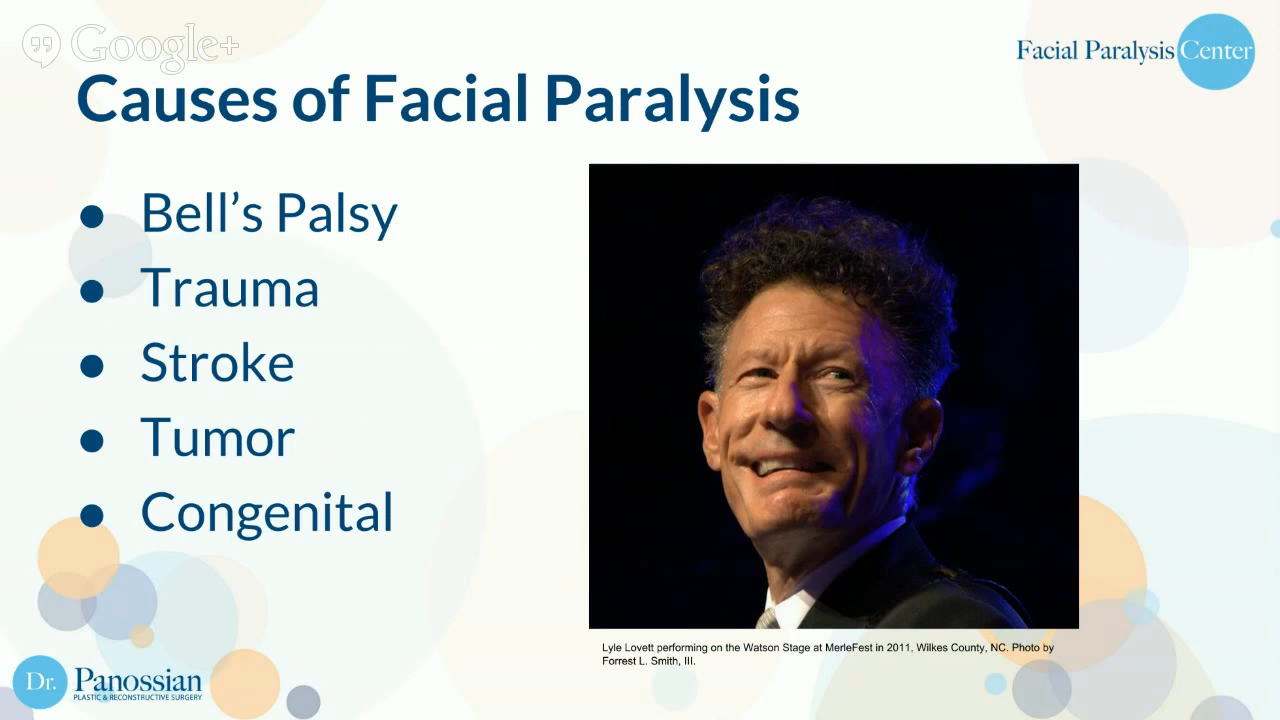 Google+
Facial Paralysis Center
Causes of Facial Paralysis
● Bell’s Palsy
● Trauma
● Stroke
● Tumor
● Congenital
Lyle Lovett performing on the Watson Stage at MerleFest in 2011, Wilkes County, NC. Photo by
Forrest L. Smith, III.
Dr. Panossian
PLASTIC & RECONSTRUCTIVE SURGERY